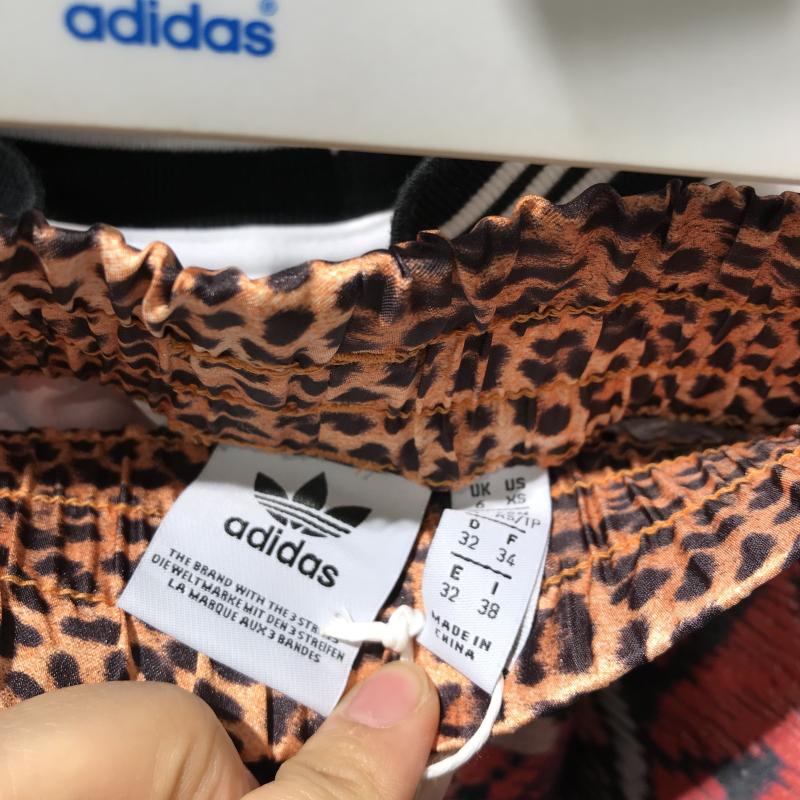 adidas®
adidas
THE BRAND WITH THE 3
DIE WELTMARKE MIT DEN 3 STREIFEN
LA MARQUE AUX 3 BANDES
UK US
6 XS
D F
32 34
E I
32 38
MADE IN
CHINA